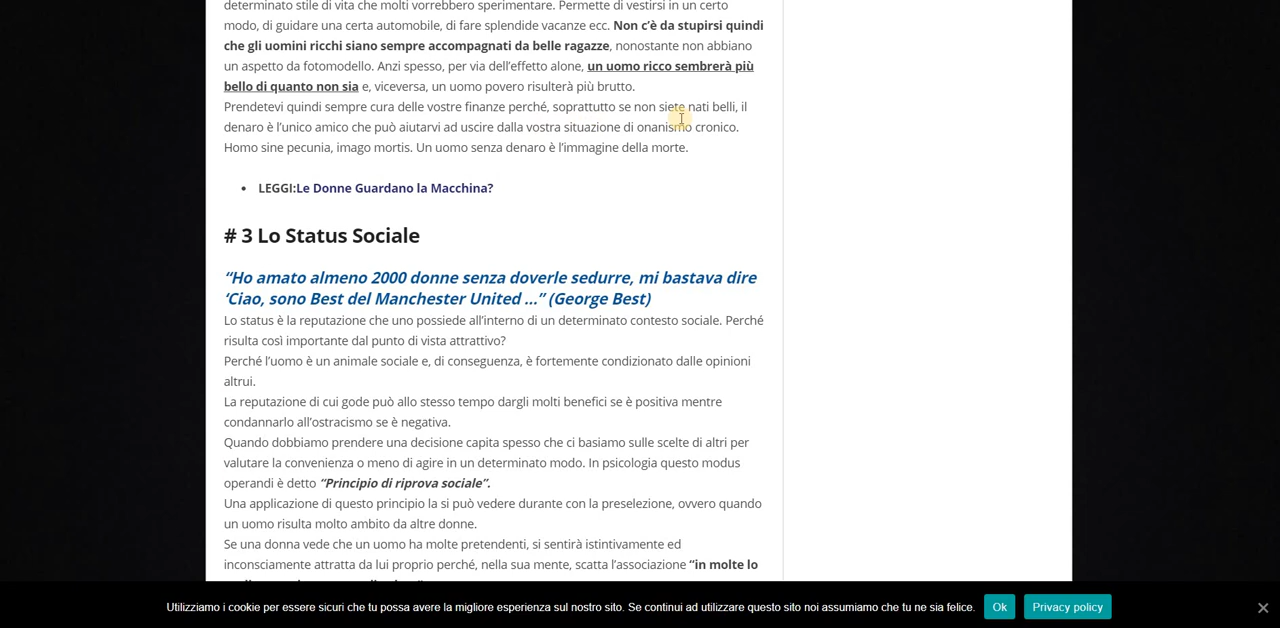 determinato stile di vita che molti vorrebbero sperimentare. Permette di vestirsi in un certo
modo, di guidare una certa automobile, di fare splendide vacanze ecc. Non c’è da stupirsi quindi
che gli uomini ricchi siano sempre accompagnati da belle ragazze, nonostante non abbiano
un aspetto da fotomodello. Anzi spesso, per via dell’effetto alone, un uomo ricco sembrerà più
bello di quanto non sia e, viceversa, un uomo povero risulterà più brutto.
Prendetevi quindi sempre cura delle vostre finanze perché, soprattutto se non siete nati belli, il
denaro è l’unico amico che può aiutarvi ad uscire dalla vostra situazione di onanismo cronico.
Homo sine pecunia, imago mortis. Un uomo senza denaro è l’immagine della morte.
• LEGGI:Le Donne Guardano la Macchina?
# 3 Lo Status Sociale
“Ho amato almeno 2000 donne senza doverle sedurre, mi bastava dire
‘Ciao, sono Best del Manchester United …” (George Best)
Lo status è la reputazione che uno possiede all’interno di un determinato contesto sociale. Perché
risulta così importante dal punto di vista attrattivo?
Perché l’uomo è un animale sociale e, di conseguenza, è fortemente condizionato dalle opinioni
altrui.
La reputazione di cui gode può allo stesso tempo dargli molti benefici se è positiva mentre
condannarlo all’ostracismo se è negativa.
Quando dobbiamo prendere una decisione capita spesso che ci basiamo sulle scelte di altri per
valutare la convenienza o meno di agire in un determinato modo. In psicologia questo modus
operandi è detto “Principio di riprova sociale”.
Una applicazione di questo principio la si può vedere durante con la preselezione, ovvero quando
un uomo risulta molto ambito da altre donne.
Se una donna vede che un uomo ha molte pretendenti, si sentirà istintivamente ed
inconsciamente attratta da lui proprio perché, nella sua mente, scatta l’associazione “in molte lo
Utilizziamo i cookie per essere sicuri che tu possa avere la migliore esperienza sul nostro sito. Se continui ad utilizzare questo sito noi assumiamo che tu ne sia felice.
Ok
Privacy policy